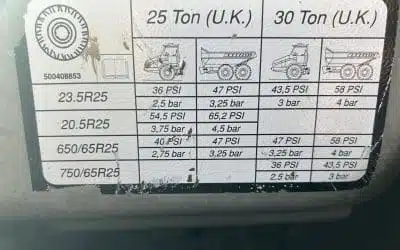 25 Ton (U.K.) 30 Ton (U.K.)
500408853
23.5R25 36 PSI 47 PSI 43,5 PSI 58 PSI
2,5 bar 3,25 bar 3 bar 4 bar
20.5R25 54,5 PSI 65,2 PSI
3,75 bar 4,5 bar
650/65R25 40 PSI 47 PSI 47 PSI 58 PSI
2,75 bar 3,25 bar 3,25 bar 4 bar
750/65R25 36 PSI 43,5 PSI
2,5 bar 3 bar